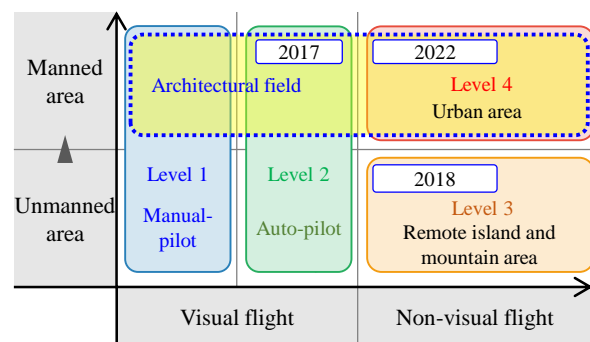 2017
2022
Manned
area
Architectural field
Level 4
Urban area
Unmanned
area
Level 1
Manual-
pilot
Level 2
Auto-pilot
2018
Level 3
Remote island and
mountain area
Visual flight
Non-visual flight